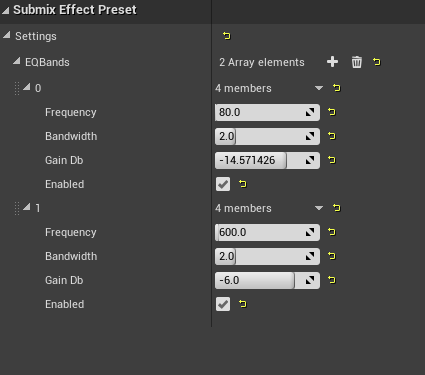 Submix Effect Preset
Settings
EQBands 2 Array elements
0 4 members
Frequency 80.0
Bandwidth 2.0
Gain Db -14.571426
Enabled
1 4 members
Frequency 600.0
Bandwidth 2.0
Gain Db -6.0
Enabled